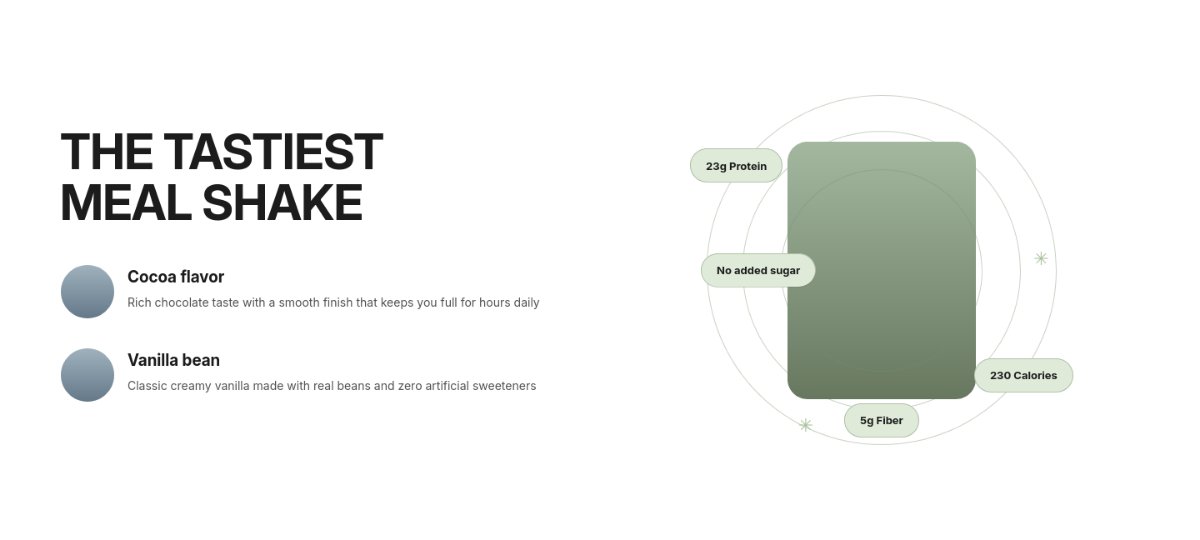 THE TASTIEST
MEAL SHAKE
Cocoa flavor
Rich chocolate taste with a smooth finish that keeps you full for hours daily
Vanilla bean
Classic creamy vanilla made with real beans and zero artificial sweeteners
23g Protein
No added sugar
230 Calories
5g Fiber